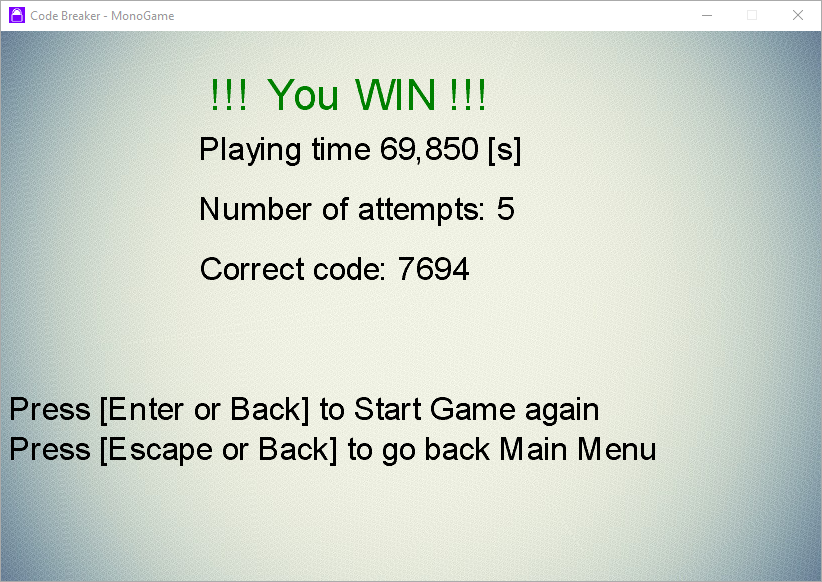 Code Breaker - MonoGame
!!! You WIN !!!
Playing time 69,850 [s]
Number of attempts: 5
Correct code: 7694
Press [Enter or Back] to Start Game again
Press [Escape or Back] to go back Main Menu